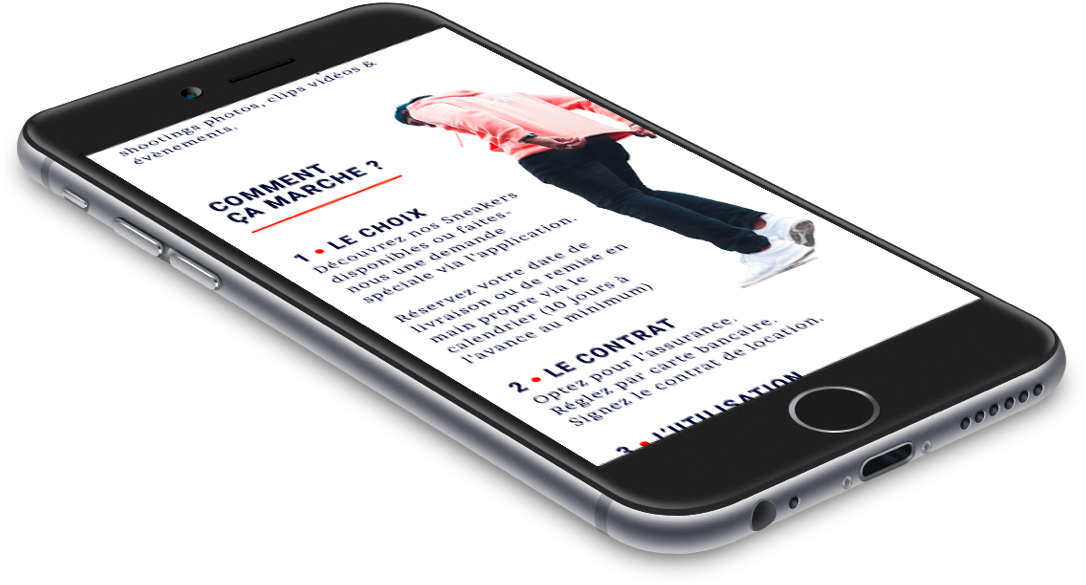 shootings photos, clips vidéos &
évènements.
COMMENT
ÇA MARCHE ?
1 • LE CHOIX
Découvrez nos Sneakers
disponibles ou faites-
nous une demande
spéciale via l'application.
Réservez votre date de
livraison ou de remise en
main propre via le
calendrier (10 jours à
l'avance au minimum)
2 • LE CONTRAT
Optez pour l'assurance.
Réglez par carte bancaire.
Signez le contrat de location.
3 • L'UTILISATION